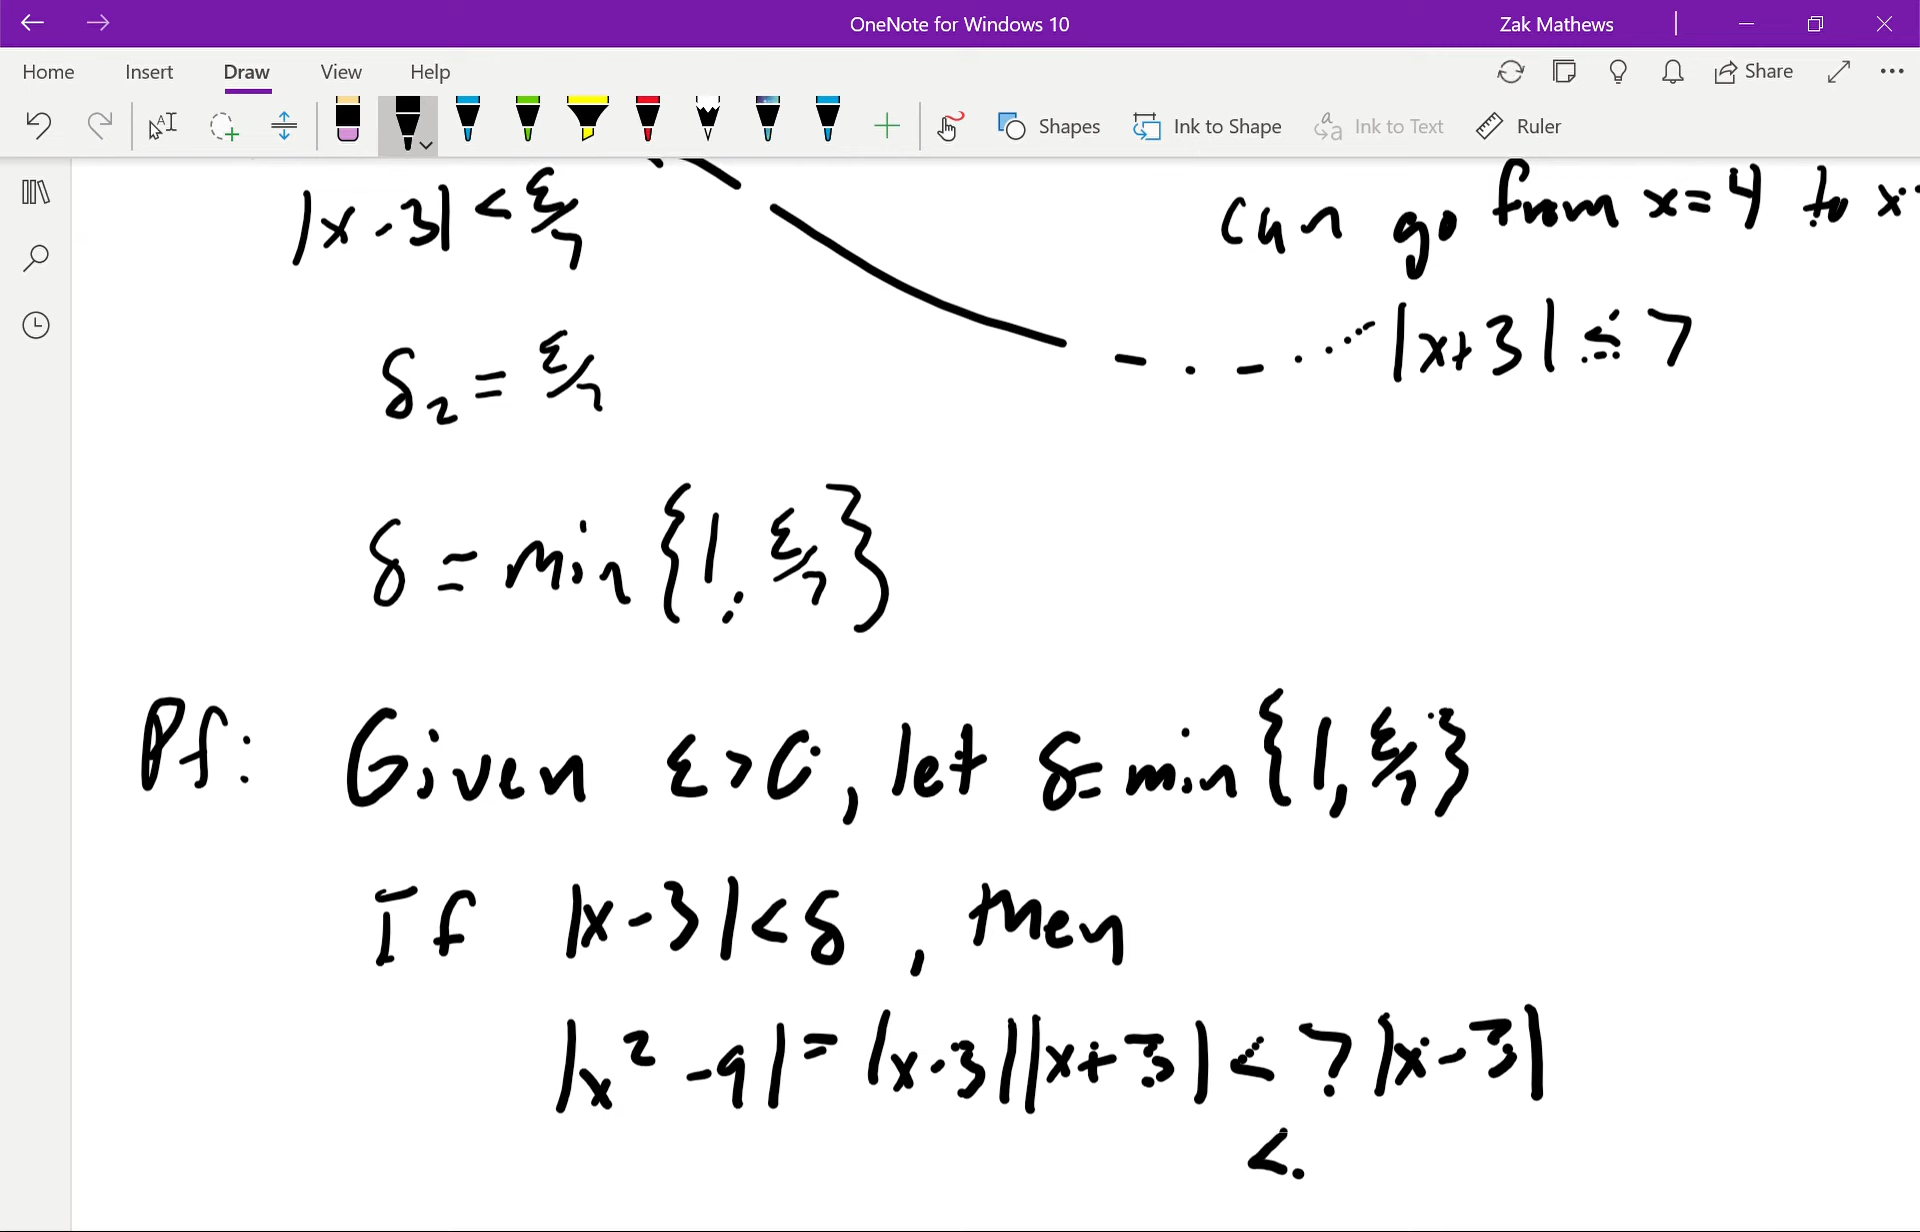 OneNote for Windows 10
Zak Mathews
Home Insert Draw View Help
Share
Shapes Ink to Shape Ink to Text Ruler
|x-3| < ε/7
can go from x=4 to x
δ₂ = ε/7
|x+3| ≤ 7
δ = min{1, ε/7}
Pf: Given ε>0, let δ=min{1, ε/7}
If |x-3|<δ, then
|x²-9| = |x-3||x+3| < 7|x-3|
<